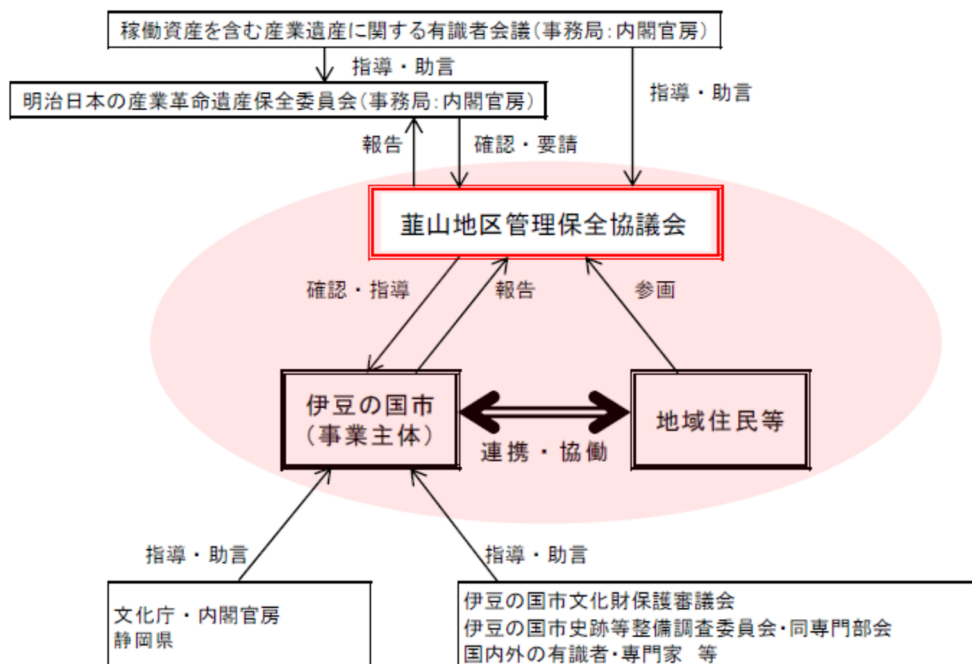 稼働資産を含む産業遺産に関する有識者会議(事務局:内閣官房)
指導・助言
指導・助言
明治日本の産業革命遺産保全委員会(事務局:内閣官房)
報告
確認・要請
韮山地区管理保全協議会
確認・指導
報告
参画
伊豆の国市
(事業主体)
連携・協働
地域住民等
指導・助言
指導・助言
文化庁・内閣官房
静岡県
伊豆の国市文化財保護審議会
伊豆の国市史跡等整備調査委員会・同専門部会
国内外の有識者・専門家 等